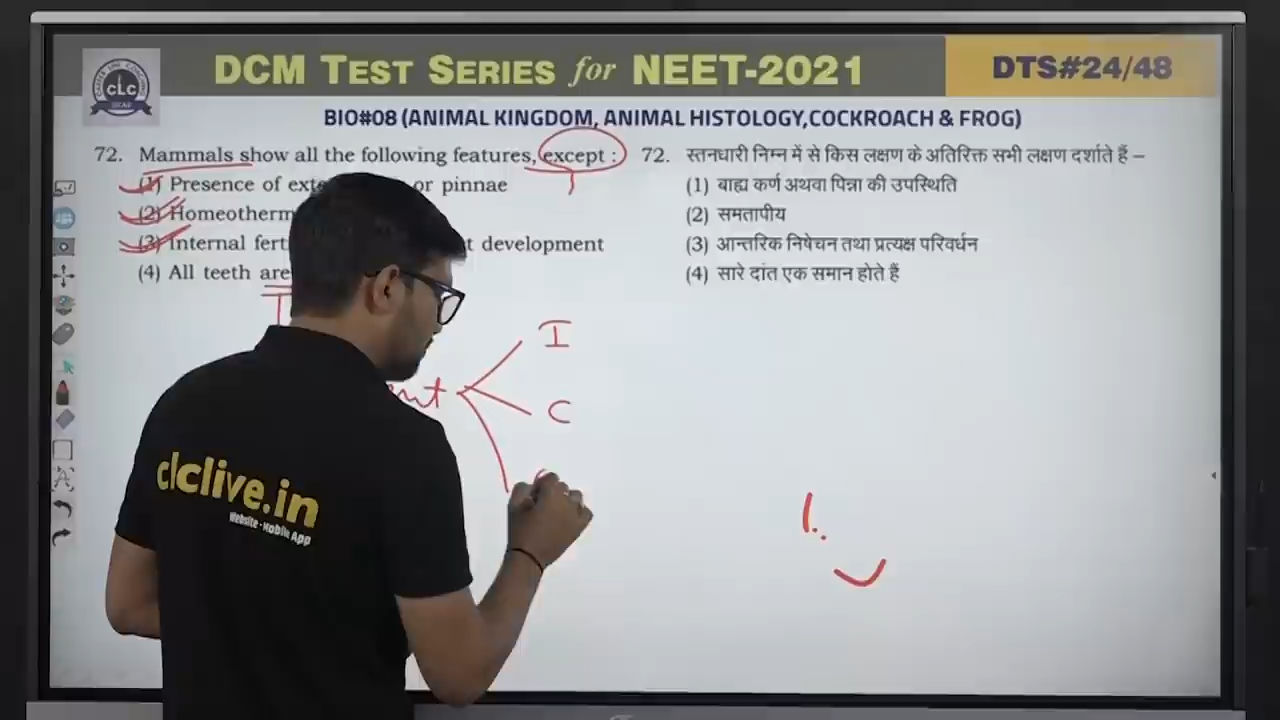 DCM TEST SERIES for NEET-2021
DTS#24/48
CLC
BIO#08 (ANIMAL KINGDOM, ANIMAL HISTOLOGY,COCKROACH & FROG)
72. Mammals show all the following features, except :
(1) Presence of or pinnae
(2)
(3) Internal development
(4) All teeth are
72. स्तनधारी निम्न में से किस लक्षण के अतिरिक्त सभी लक्षण दर्शाते हैं –
(1) बाह्य कर्ण अथवा पिन्ना की उपस्थिति
(2) समतापीय
(3) आन्तरिक निषेचन तथा प्रत्यक्ष परिवर्धन
(4) सारे दांत एक समान होते हैं
I
C
clclive.in
Website - Mobile App